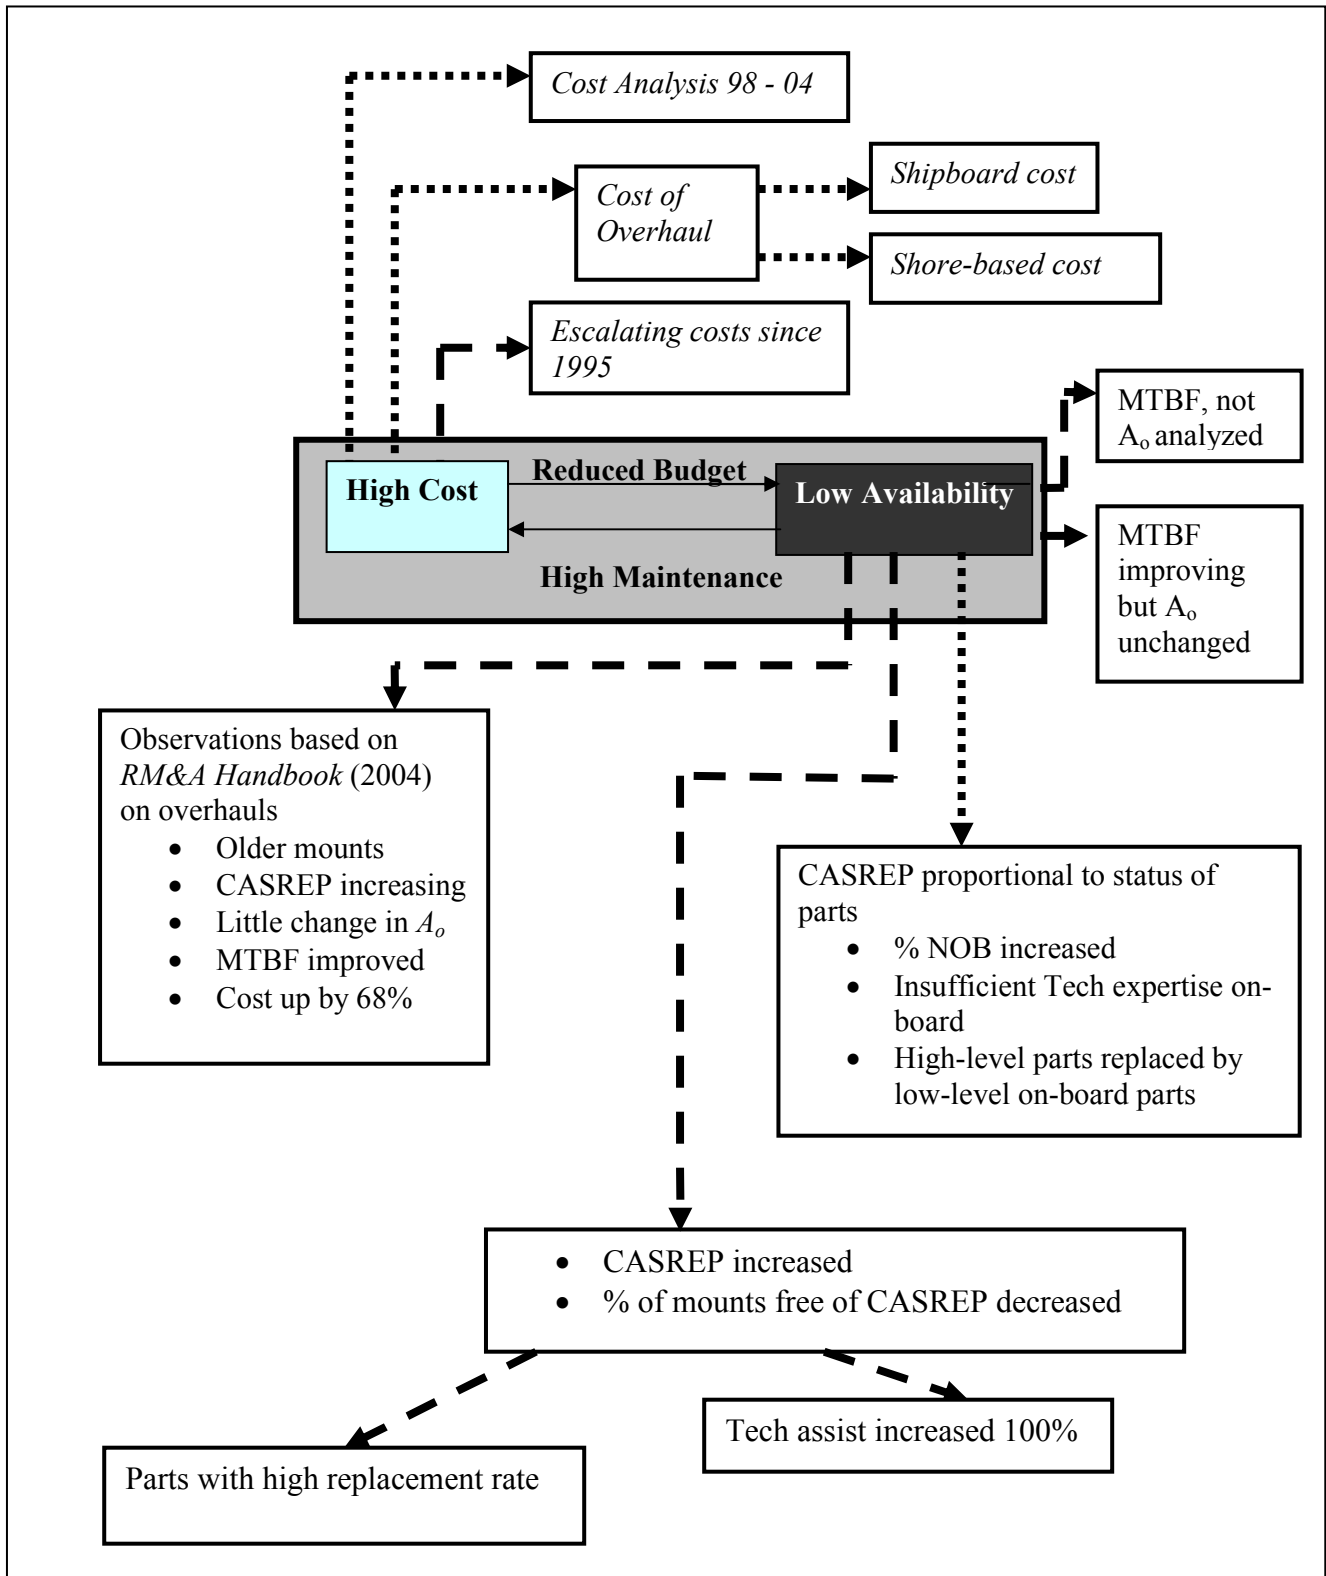 Cost Analysis 98 - 04
Shipboard cost
Cost of
Overhaul
Shore-based cost
Escalating costs since
1995
MTBF, not
Ao analyzed
Reduced Budget
High Cost
Low Availability
High Maintenance
MTBF
improving
but Ao
unchanged
Observations based on
RM&A Handbook (2004)
on overhauls
• Older mounts
• CASREP increasing
• Little change in Ao
• MTBF improved
• Cost up by 68%
CASREP proportional to status of
parts
• % NOB increased
• Insufficient Tech expertise on-
board
• High-level parts replaced by
low-level on-board parts
• CASREP increased
• % of mounts free of CASREP decreased
Tech assist increased 100%
Parts with high replacement rate